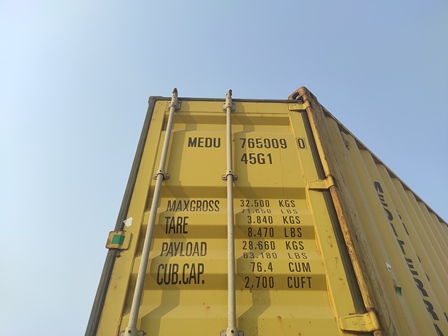 MEDU 765009 0
45G1
MAXGROSS 32.500 KGS
71.650 LBS
TARE 3.840 KGS
8.470 LBS
PAYLOAD 28.660 KGS
63.180 LBS
CUB.CAP. 76.4 CUM
2,700 CUFT